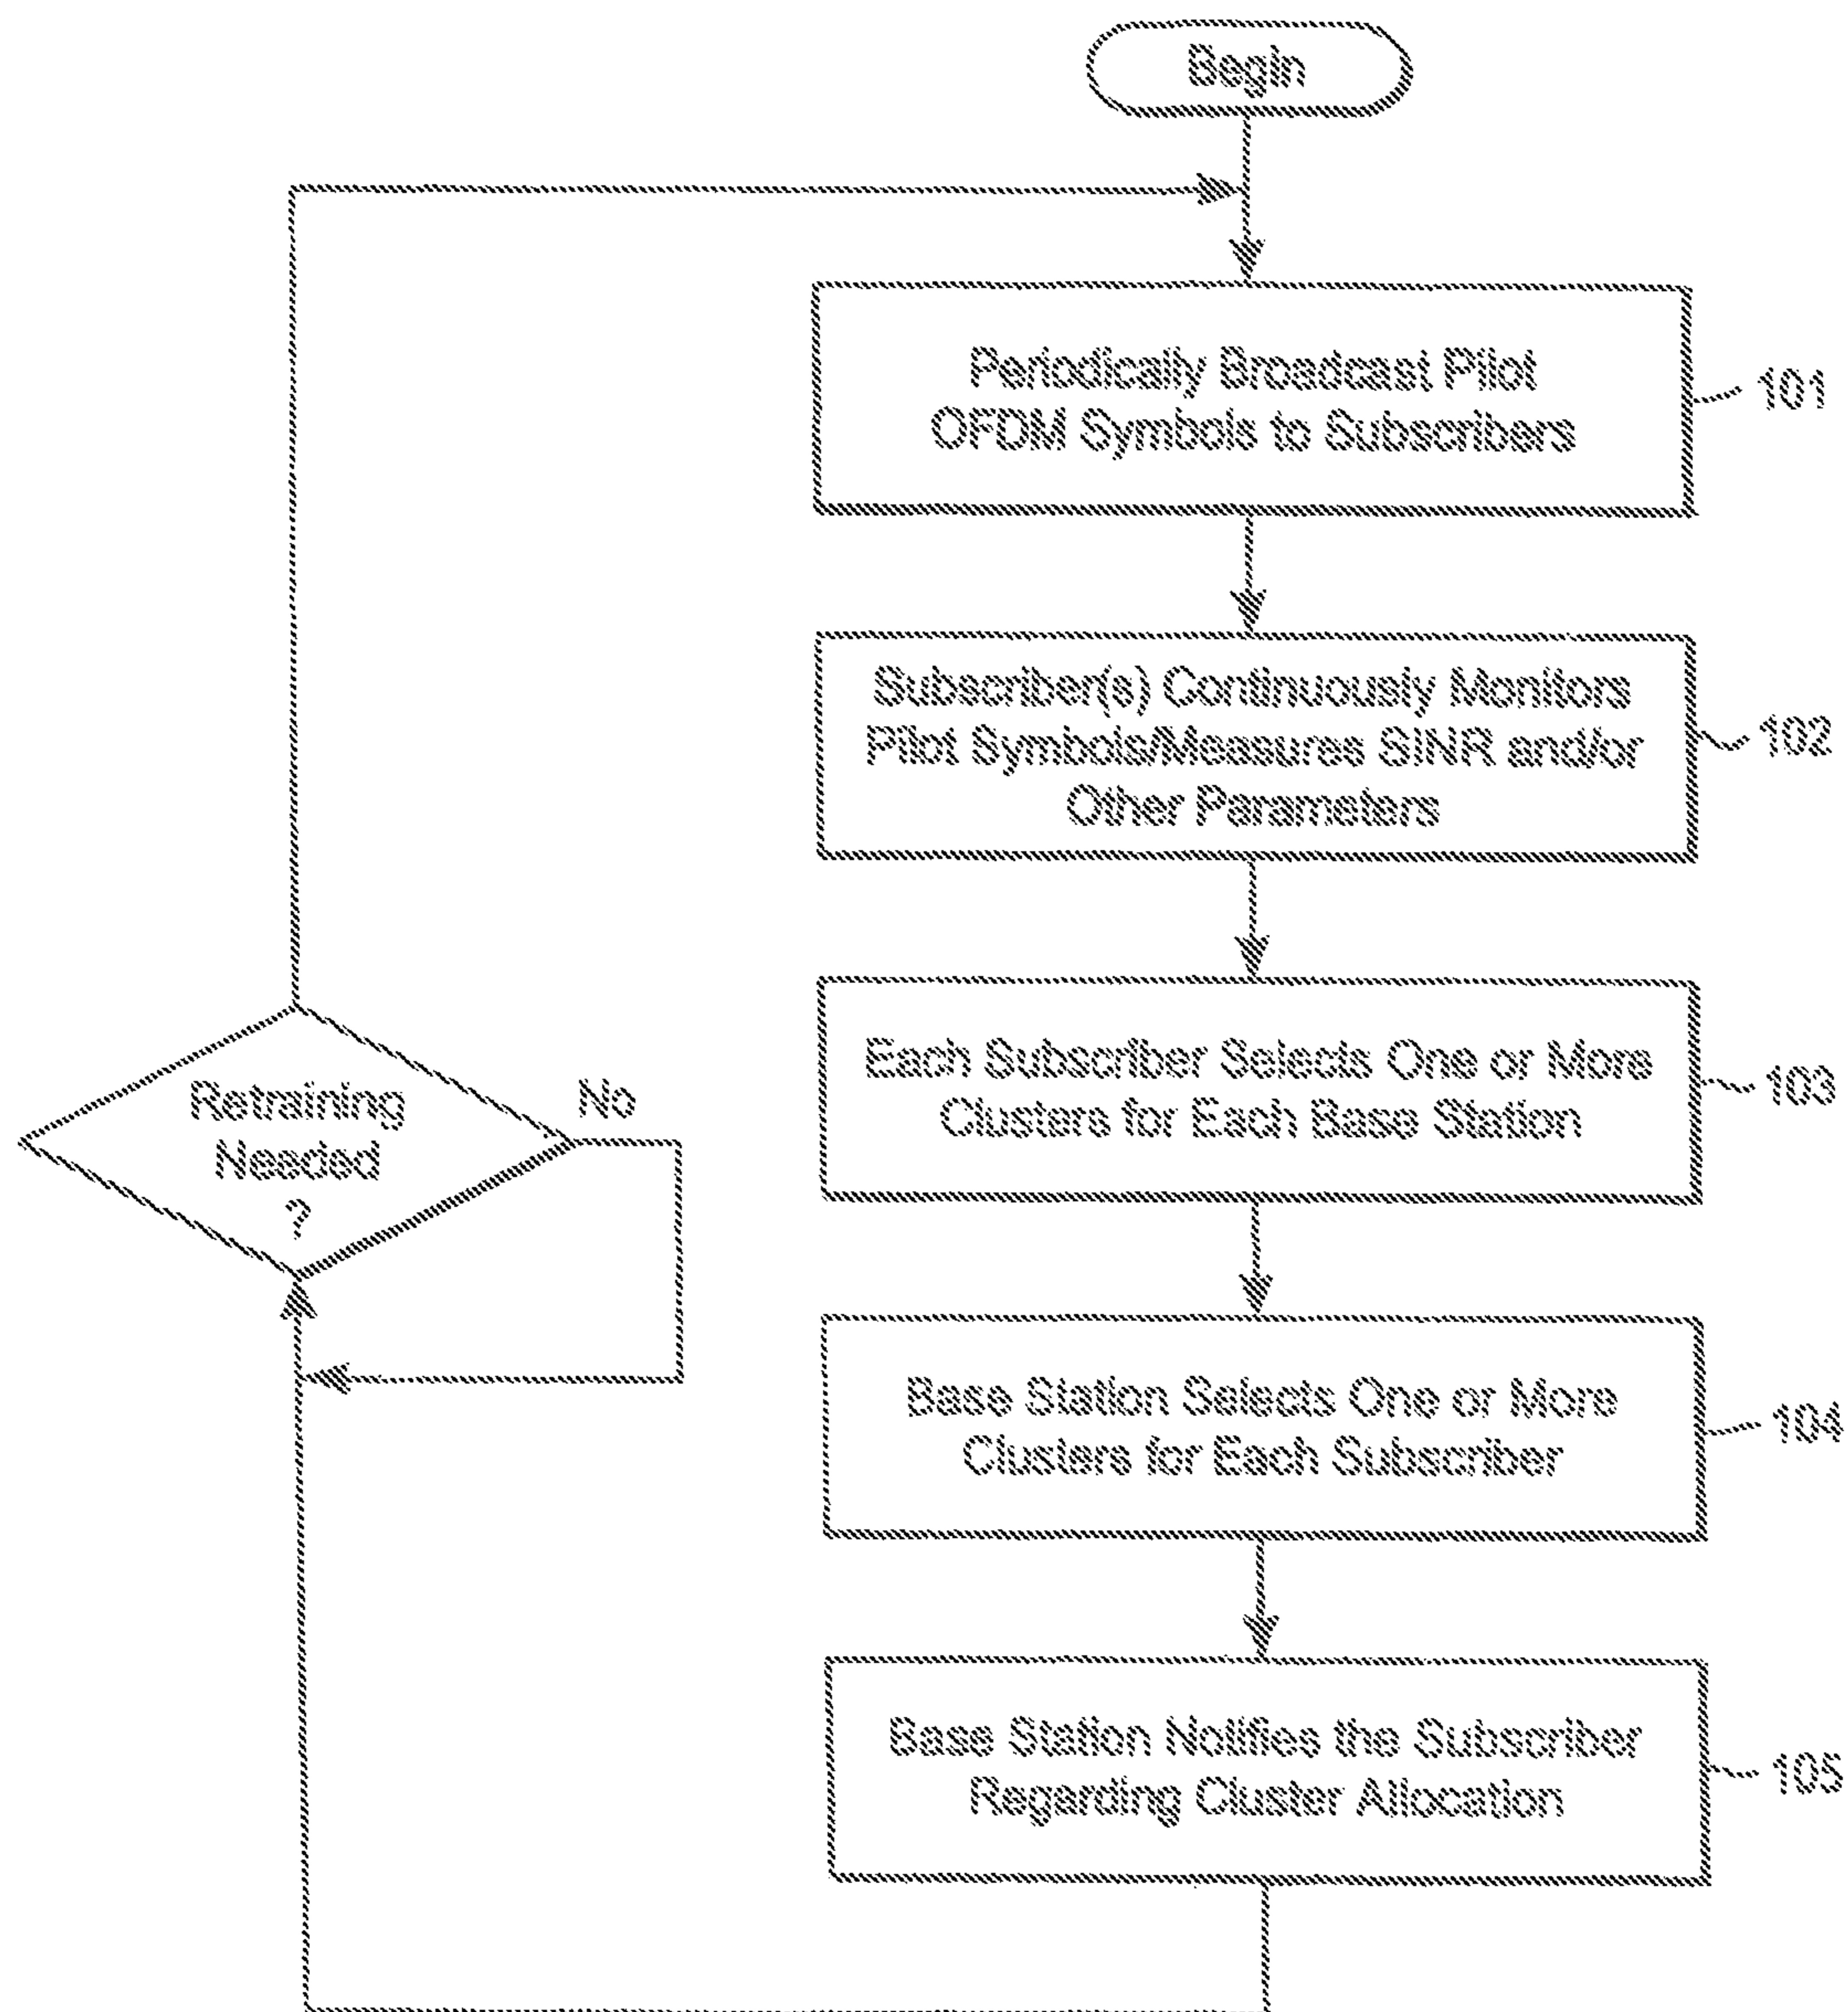 Begin
Periodically Broadcast Pilot
OFDM Symbols to Subscribers
101
Subscriber(s) Continuously Monitors
Pilot Symbols/Measures SINR and/or
Other Parameters
102
Each Subscriber Selects One or More
Clusters for Each Base Station
103
Retraining
Needed
?
No
Base Station Selects One or More
Clusters for Each Subscriber
104
Base Station Notifies the Subscriber
Regarding Cluster Allocation
105